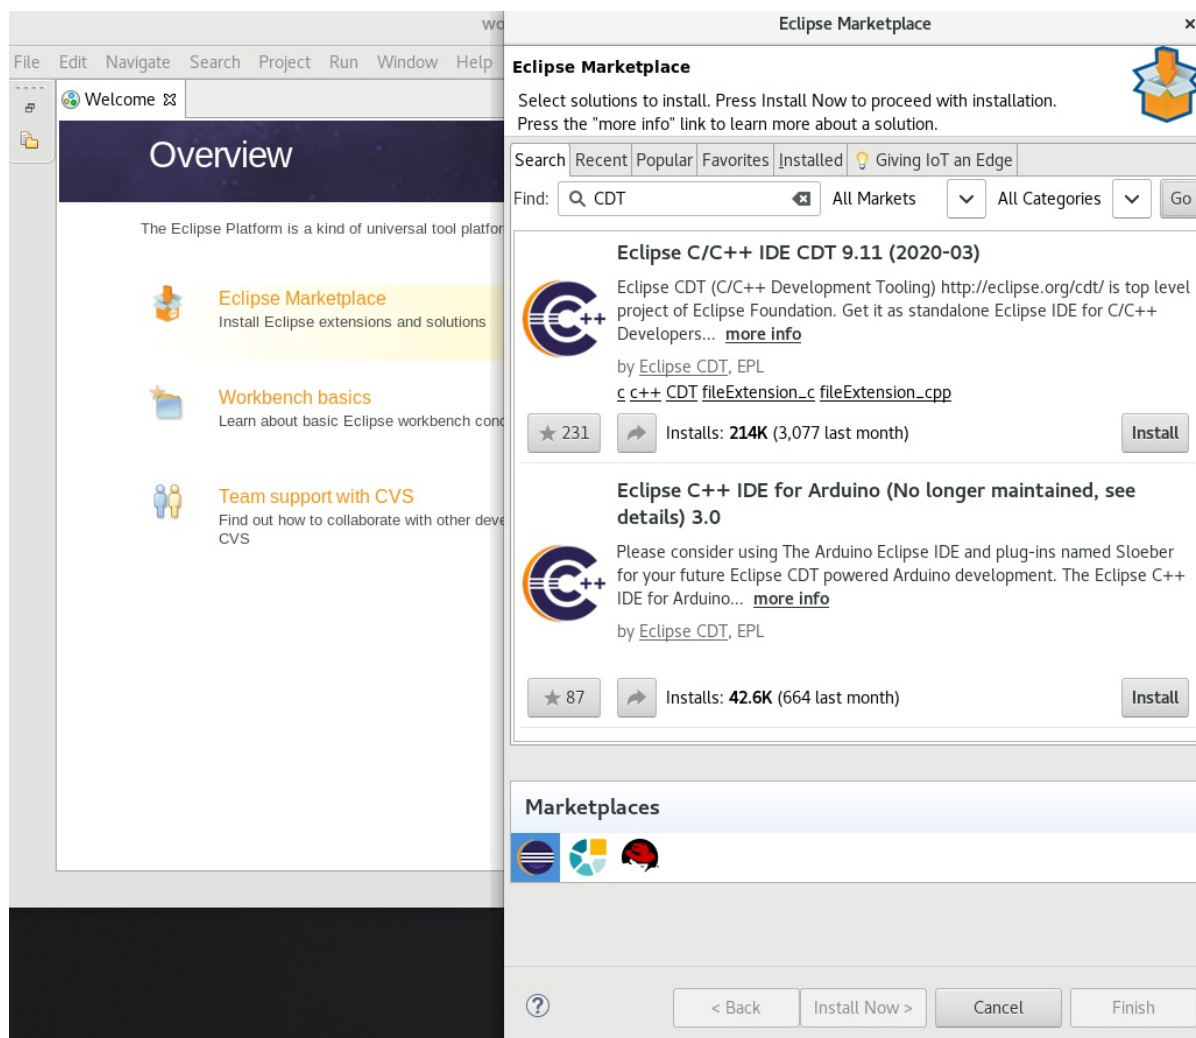 wo
File Edit Navigate Search Project Run Window Help
Welcome
Overview
The Eclipse Platform is a kind of universal tool platfor
Eclipse Marketplace
Install Eclipse extensions and solutions
Workbench basics
Learn about basic Eclipse workbench conc
Team support with CVS
Find out how to collaborate with other deve
CVS
Eclipse Marketplace
Eclipse Marketplace
Select solutions to install. Press Install Now to proceed with installation.
Press the "more info" link to learn more about a solution.
Search Recent Popular Favorites Installed Giving IoT an Edge
Find: CDT All Markets All Categories Go
Eclipse C/C++ IDE CDT 9.11 (2020-03)
Eclipse CDT (C/C++ Development Tooling) http://eclipse.org/cdt/ is top level
project of Eclipse Foundation. Get it as standalone Eclipse IDE for C/C++
Developers... more info
by Eclipse CDT, EPL
c c++ CDT fileExtension_c fileExtension_cpp
231 Installs: 214K (3,077 last month) Install
Eclipse C++ IDE for Arduino (No longer maintained, see
details) 3.0
Please consider using The Arduino Eclipse IDE and plug-ins named Sloeber
for your future Eclipse CDT powered Arduino development. The Eclipse C++
IDE for Arduino... more info
by Eclipse CDT, EPL
87 Installs: 42.6K (664 last month) Install
Marketplaces
? < Back Install Now > Cancel Finish